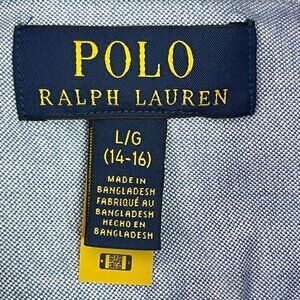 POLO
RALPH LAUREN
L/G
(14-16)
MADE IN
BANGLADESH
FABRIQUÉ AU
BANGLADESH
HECHO EN
BANGLADESH